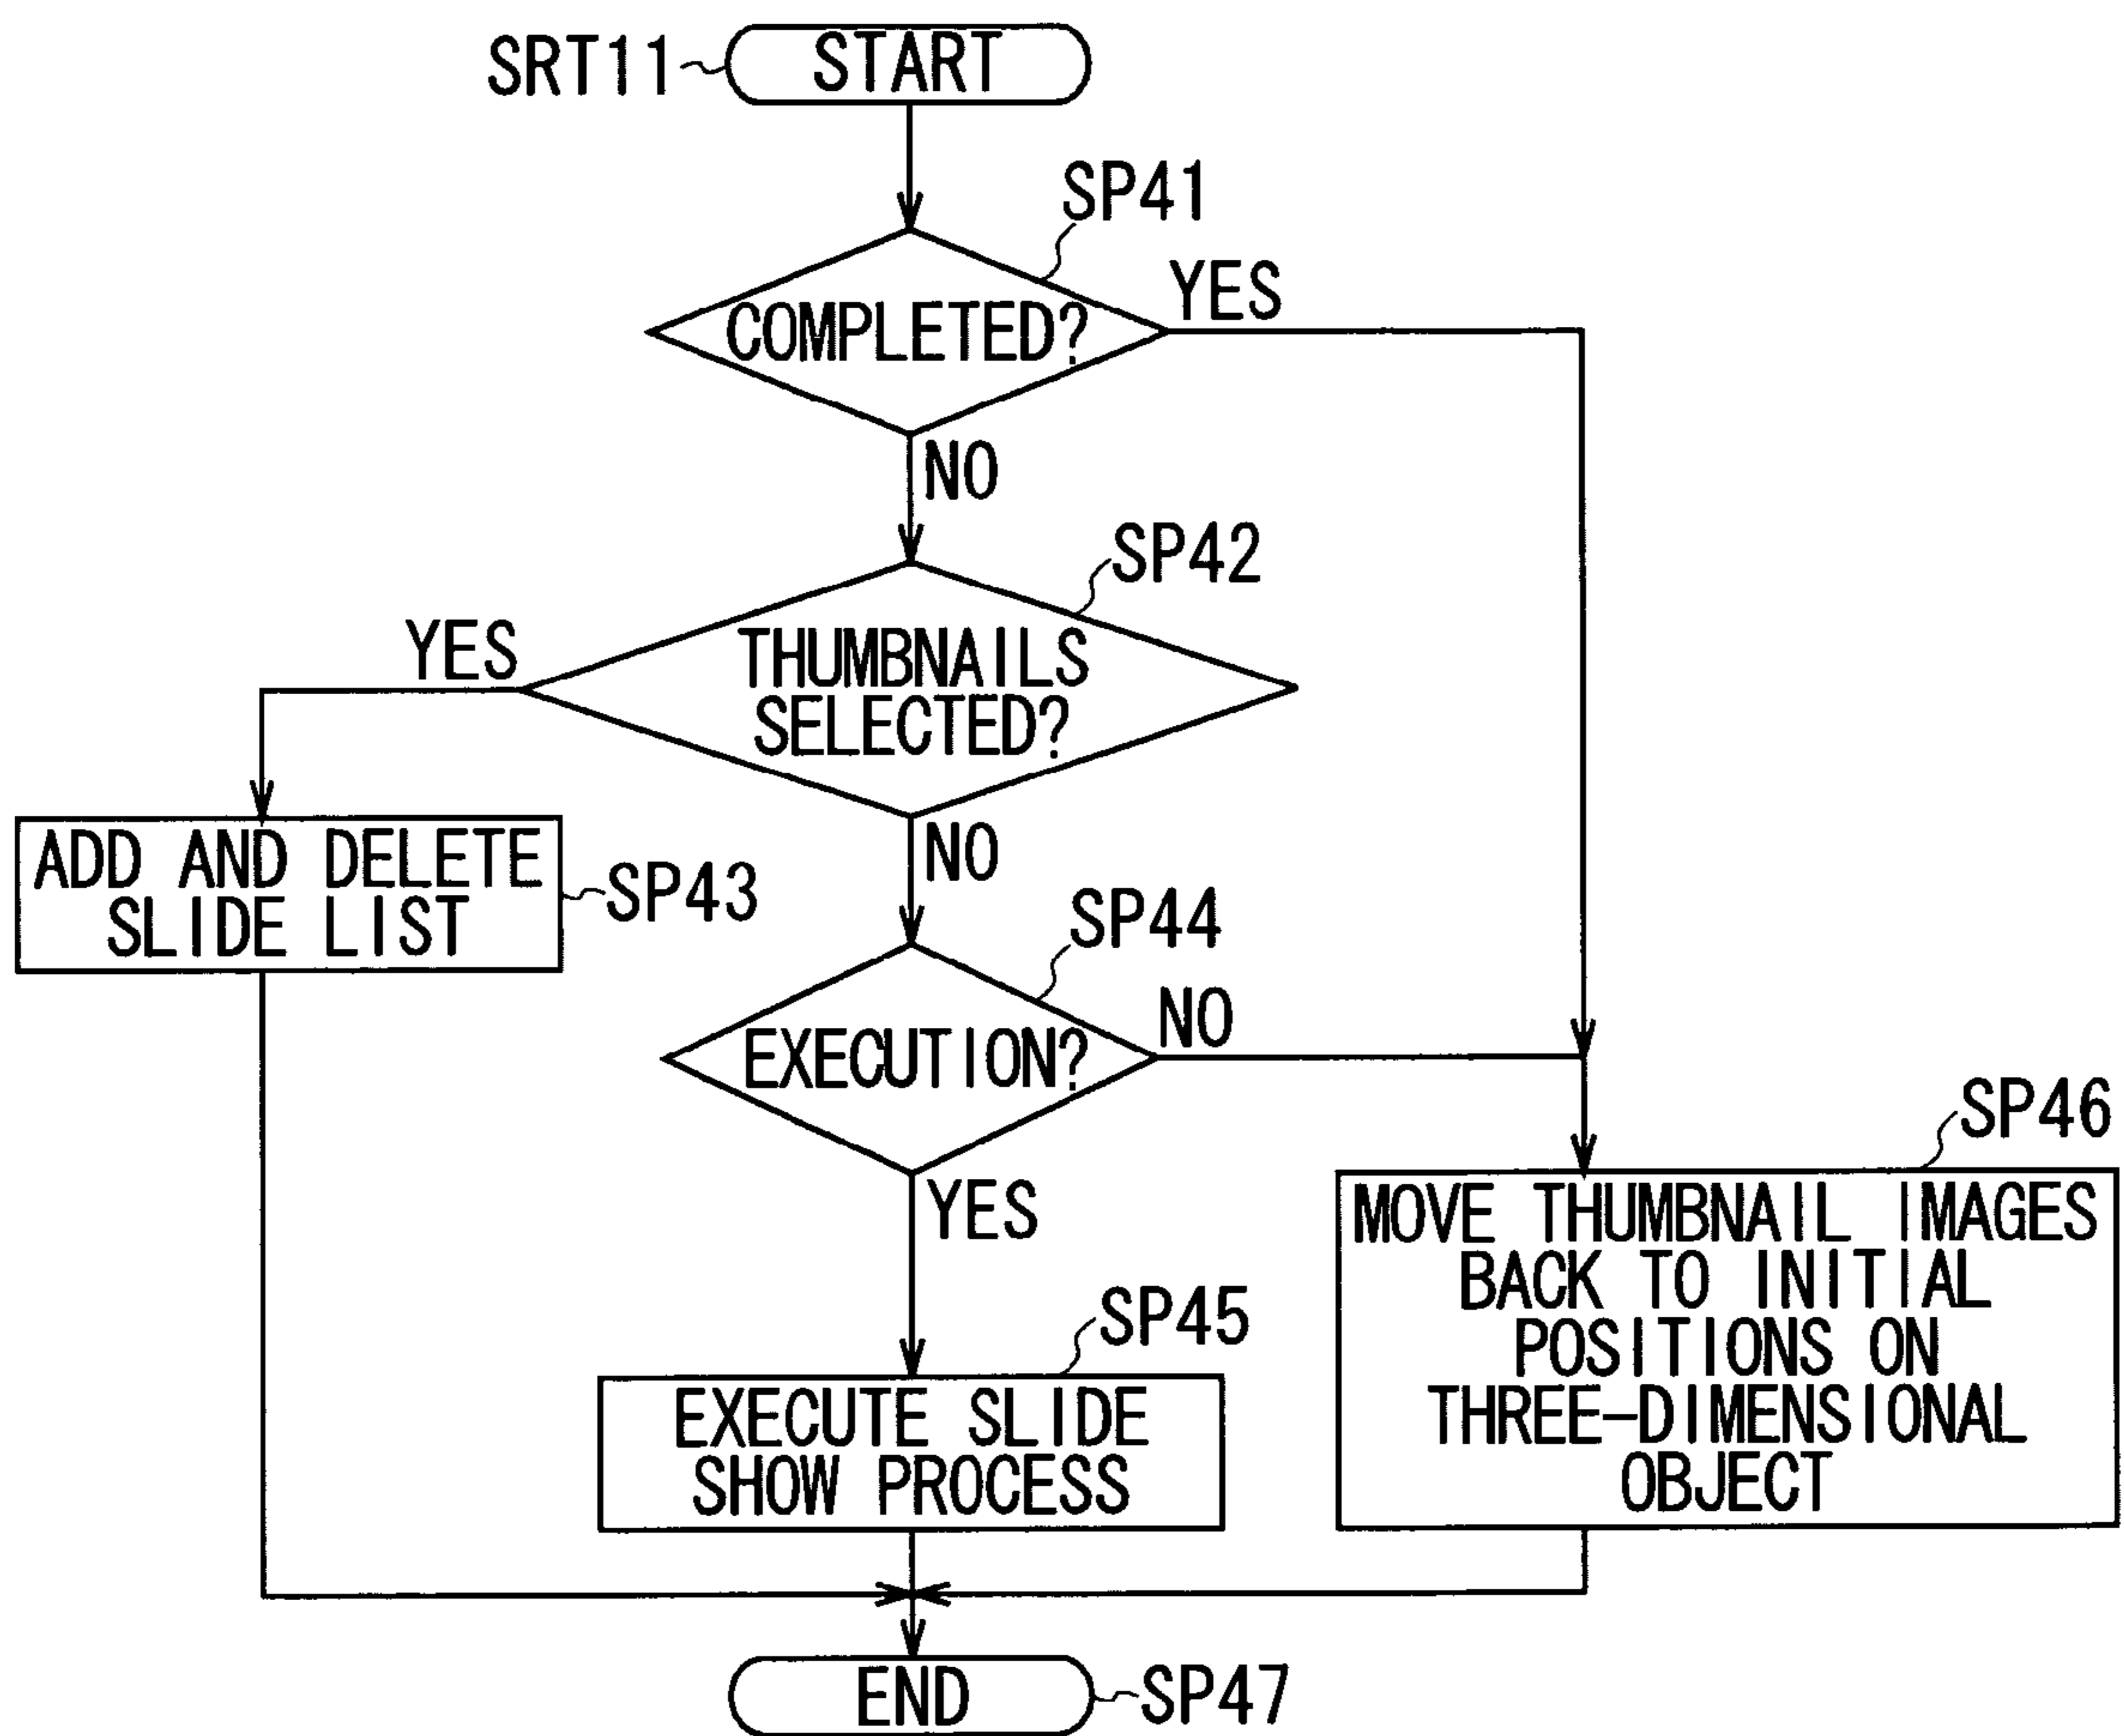 SRT11
START
SP41
COMPLETED?
YES
NO
SP42
YES
THUMBNAILS
SELECTED?
NO
ADD AND DELETE
SLIDE LIST
SP43
SP44
EXECUTION?
NO
YES
SP46
MOVE THUMBNAIL IMAGES
BACK TO INITIAL
POSITIONS ON
THREE-DIMENSIONAL
OBJECT
SP45
EXECUTE SLIDE
SHOW PROCESS
END
SP47